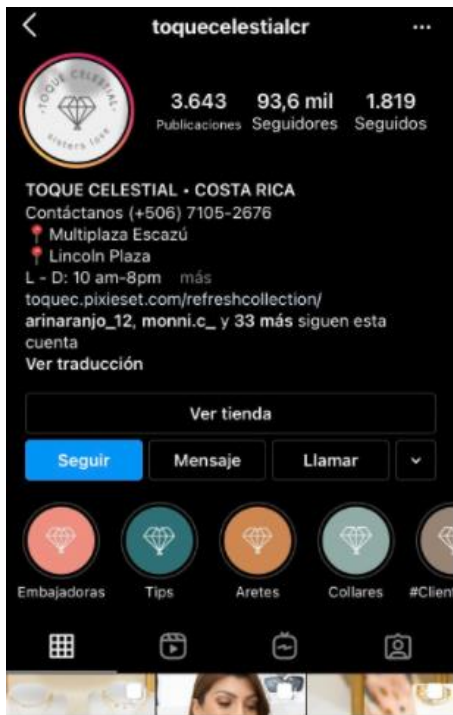 toquecelestialcr
3.643 93,6 mil 1.819
Publicaciones Seguidores Seguidos
TOQUE CELESTIAL
sisters love
TOQUE CELESTIAL • COSTA RICA
Contáctanos (+506) 7105-2676
📍 Multiplaza Escazú
📍 Lincoln Plaza
L - D: 10 am-8pm más
toquec.pixieset.com/refreshcollection/
arinaranjo_12, monni.c_ y 33 más siguen esta
cuenta
Ver traducción
Ver tienda
Seguir Mensaje Llamar
Embajadoras Tips Aretes Collares #Client